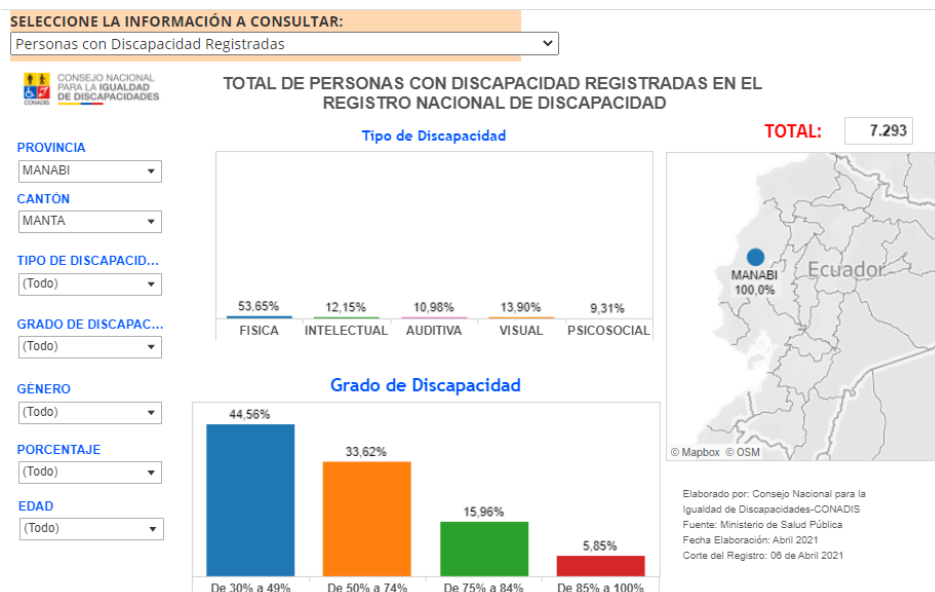 SELECCIONE LA INFORMACIÓN A CONSULTAR:
Personas con Discapacidad Registradas
CONSEJO NACIONAL
PARA LA IGUALDAD
DE DISCAPACIDADES
CONADIS
TOTAL DE PERSONAS CON DISCAPACIDAD REGISTRADAS EN EL
REGISTRO NACIONAL DE DISCAPACIDAD
TOTAL: 7.293
PROVINCIA
MANABI
CANTÓN
MANTA
TIPO DE DISCAPACID...
(Todo)
GRADO DE DISCAPAC...
(Todo)
GÉNERO
(Todo)
PORCENTAJE
(Todo)
EDAD
(Todo)
Tipo de Discapacidad
53,65% 12,15% 10,98% 13,90% 9,31%
FISICA INTELECTUAL AUDITIVA VISUAL PSICOSOCIAL
Grado de Discapacidad
44,56%
33,62%
15,96%
5,85%
De 30% a 49% De 50% a 74% De 75% a 84% De 85% a 100%
Ecuador
MANABI
100,0%
© Mapbox © OSM
Elaborado por: Consejo Nacional para la
Igualdad de Discapacidades-CONADIS
Fuente: Ministerio de Salud Pública
Fecha Elaboración: Abril 2021
Corte del Registro: 06 de Abril 2021